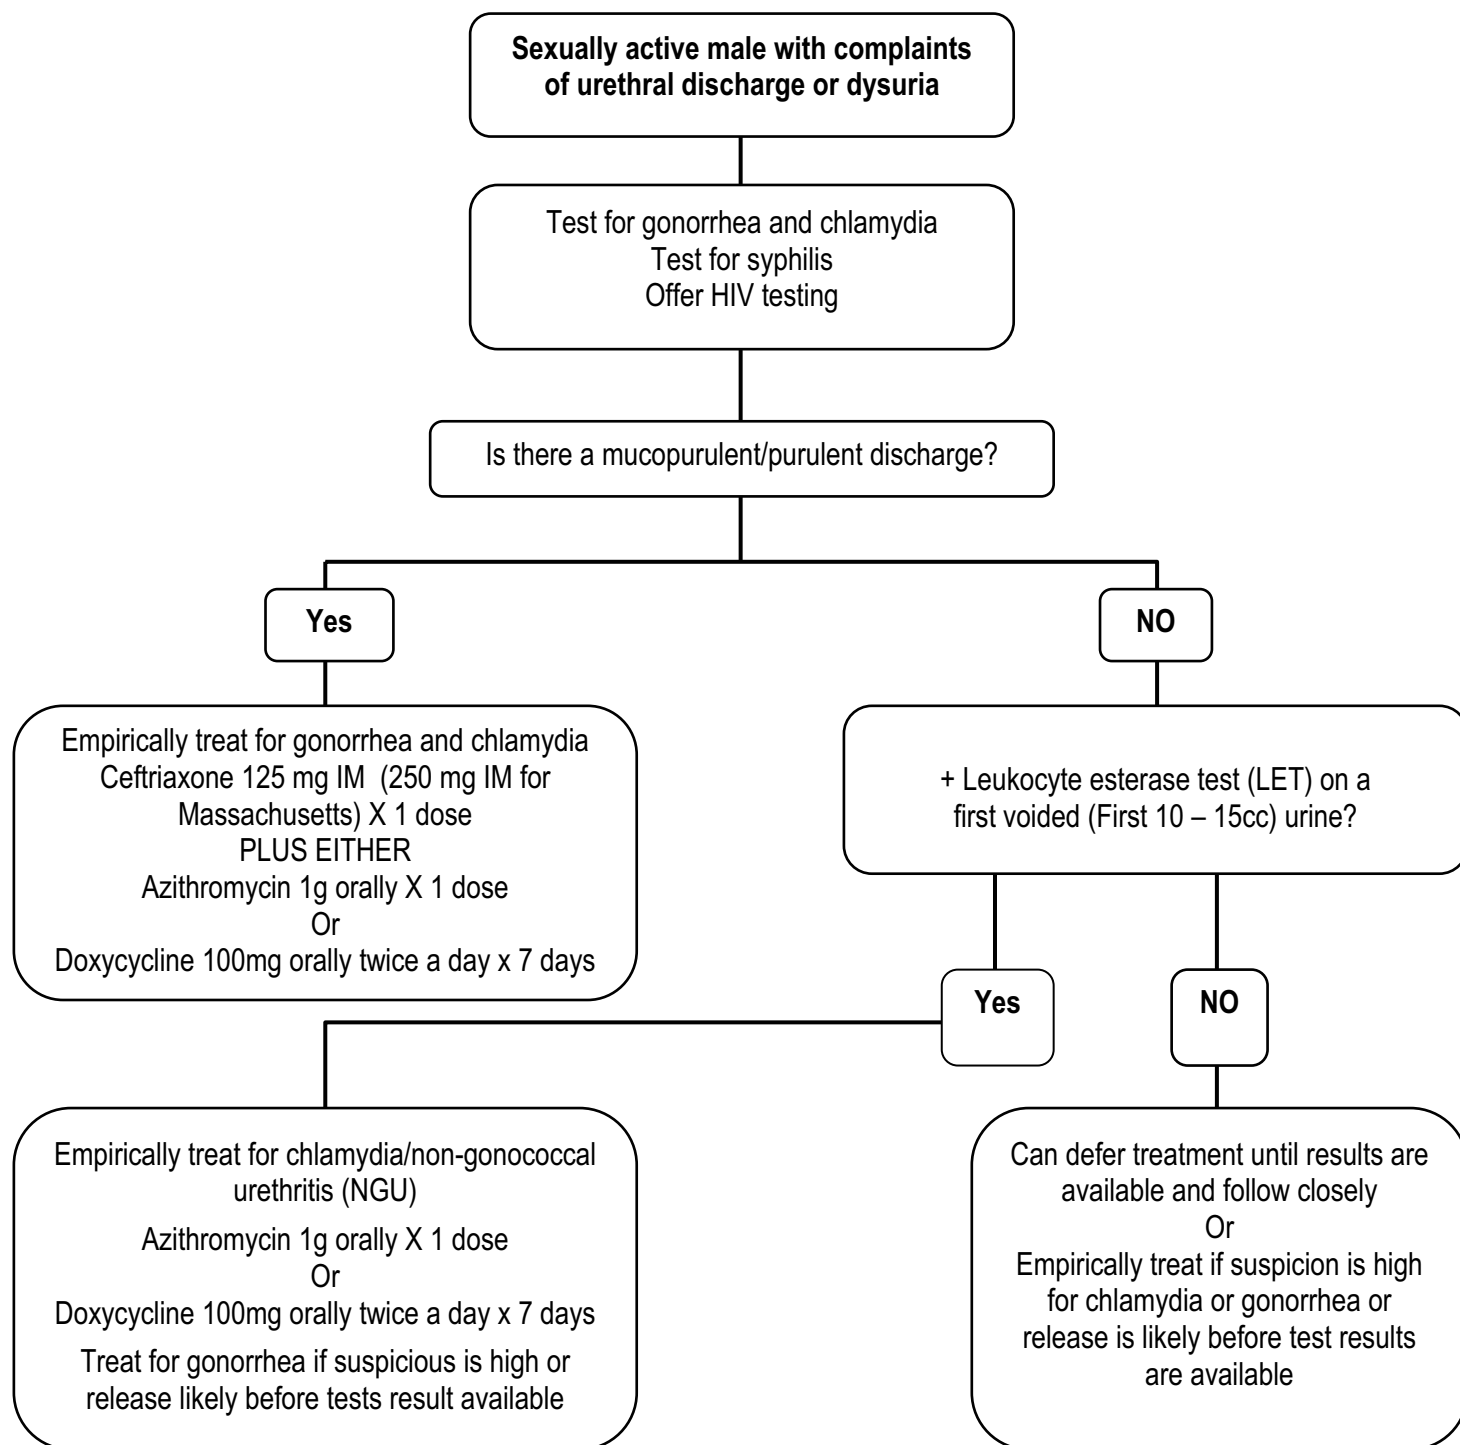 Sexually active male with complaints
of urethral discharge or dysuria
Test for gonorrhea and chlamydia
Test for syphilis
Offer HIV testing
Is there a mucopurulent/purulent discharge?
Yes
NO
Empirically treat for gonorrhea and chlamydia
Ceftriaxone 125 mg IM (250 mg IM for
Massachusetts) X 1 dose
PLUS EITHER
Azithromycin 1g orally X 1 dose
Or
Doxycycline 100mg orally twice a day x 7 days
+ Leukocyte esterase test (LET) on a
first voided (First 10 – 15cc) urine?
Yes
NO
Empirically treat for chlamydia/non-gonococcal
urethritis (NGU)
Azithromycin 1g orally X 1 dose
Or
Doxycycline 100mg orally twice a day x 7 days
Treat for gonorrhea if suspicious is high or
release likely before tests result available
Can defer treatment until results are
available and follow closely
Or
Empirically treat if suspicion is high
for chlamydia or gonorrhea or
release is likely before test results
are available